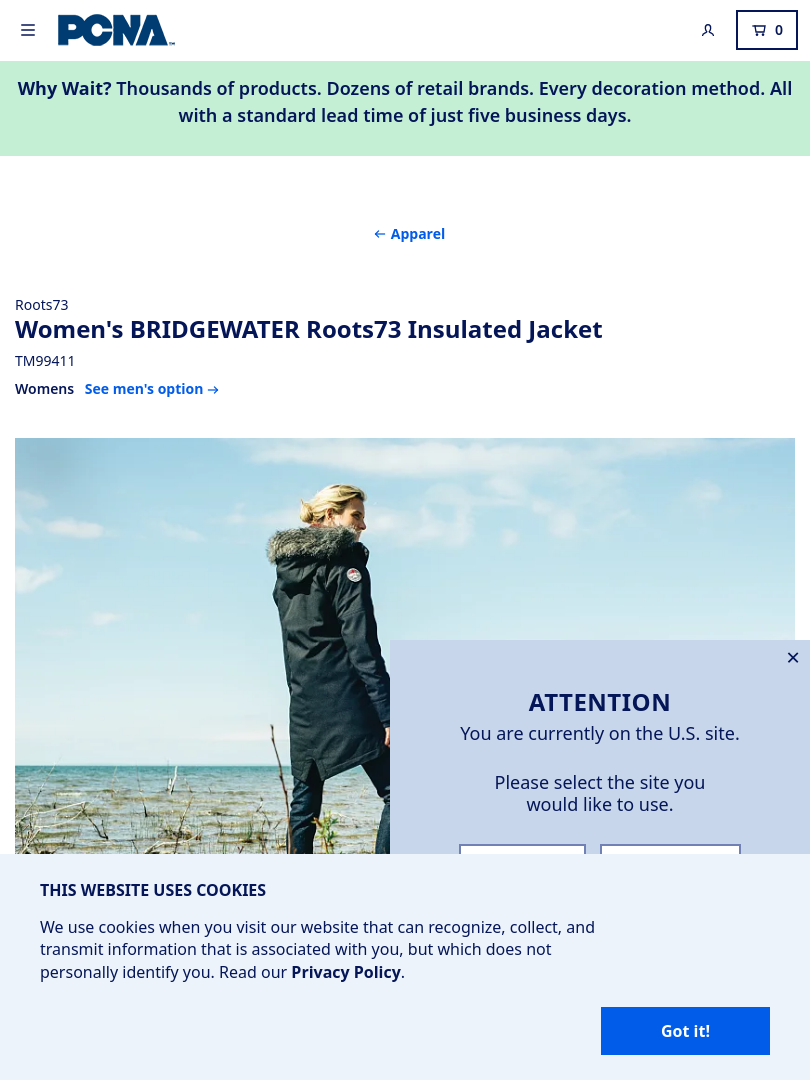 PCNA™
0
Why Wait? Thousands of products. Dozens of retail brands. Every decoration method. All
with a standard lead time of just five business days.
← Apparel
Roots73
Women's BRIDGEWATER Roots73 Insulated Jacket
TM99411
Womens See men's option →
ATTENTION
You are currently on the U.S. site.
Please select the site you
would like to use.
THIS WEBSITE USES COOKIES
We use cookies when you visit our website that can recognize, collect, and
transmit information that is associated with you, but which does not
personally identify you. Read our Privacy Policy.
Got it!